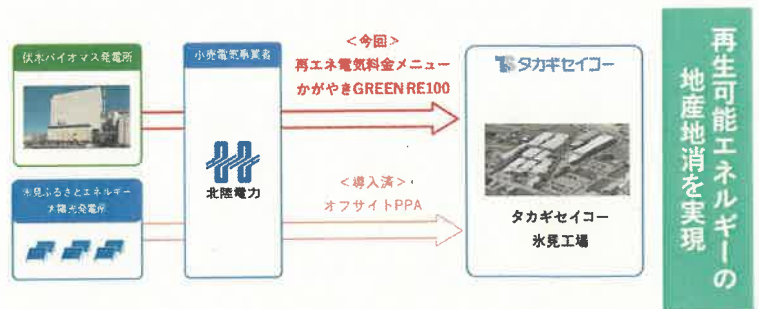 伏木バイオマス発電所
氷見ふるさとエネルギー
太陽光発電所
小売電気事業者
北陸電力
＜今回＞
再エネ電気料金メニュー
かがやきGREEN RE100
＜導入済＞
オフサイトPPA
タカギセイコー
タカギセイコー
氷見工場
再生可能エネルギーの
地産地消を実現